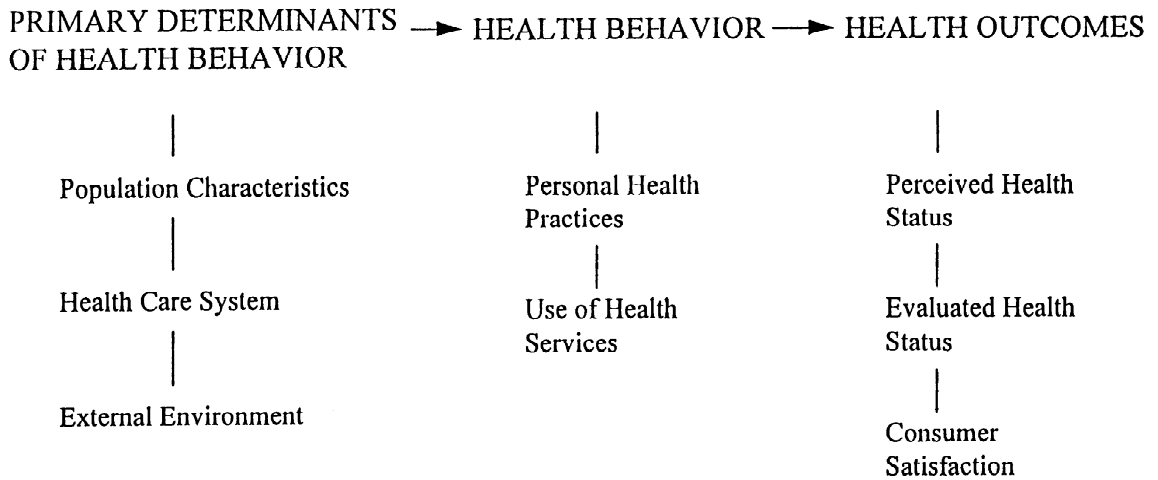 PRIMARY DETERMINANTS
OF HEALTH BEHAVIOR
HEALTH BEHAVIOR
HEALTH OUTCOMES
Population Characteristics
Health Care System
External Environment
Personal Health
Practices
Use of Health
Services
Perceived Health
Status
Evaluated Health
Status
Consumer
Satisfaction